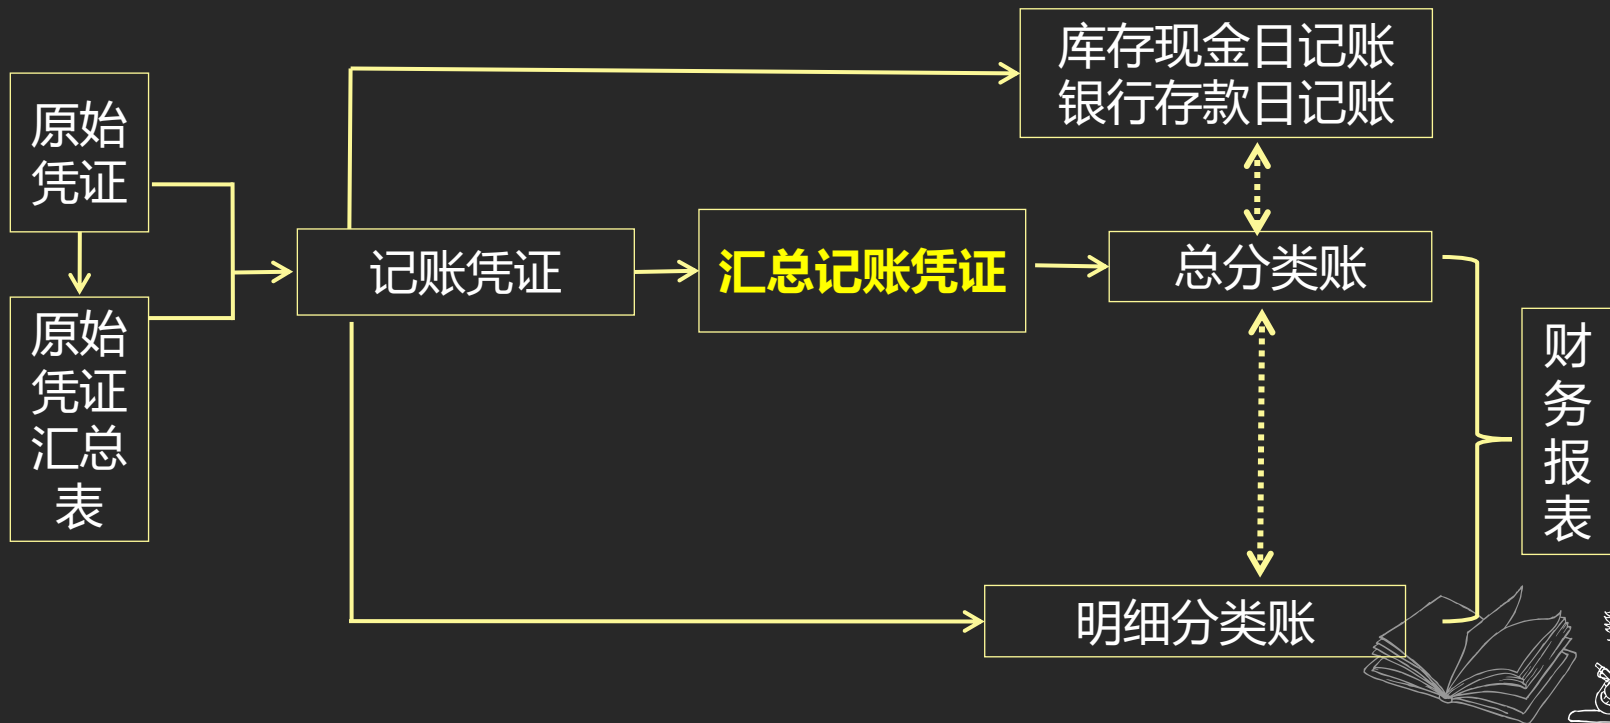 库存现金日记账
银行存款日记账
原始
凭证
记账凭证
汇总记账凭证
总分类账
原始
凭证
汇总
表
财
务
报
表
明细分类账